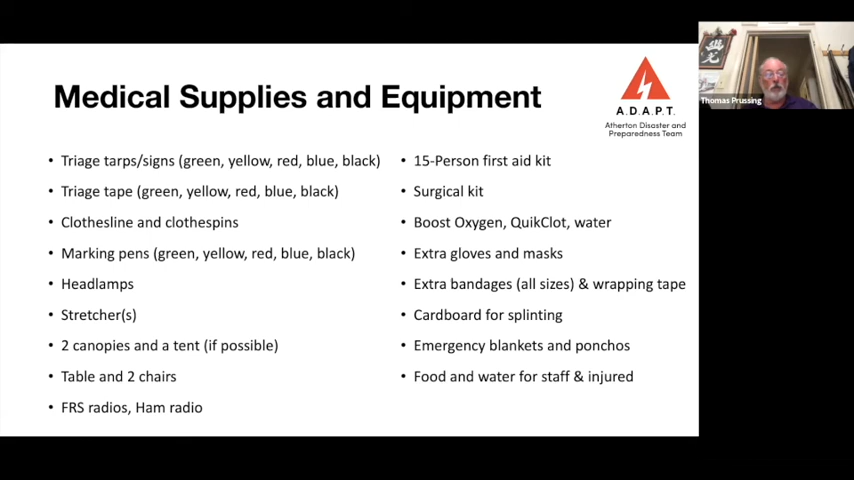 Medical Supplies and Equipment
A.D.A.P.T.
Atherton Disaster and
Preparedness Team
• Triage tarps/signs (green, yellow, red, blue, black)
• Triage tape (green, yellow, red, blue, black)
• Clothesline and clothespins
• Marking pens (green, yellow, red, blue, black)
• Headlamps
• Stretcher(s)
• 2 canopies and a tent (if possible)
• Table and 2 chairs
• FRS radios, Ham radio
• 15-Person first aid kit
• Surgical kit
• Boost Oxygen, QuikClot, water
• Extra gloves and masks
• Extra bandages (all sizes) & wrapping tape
• Cardboard for splinting
• Emergency blankets and ponchos
• Food and water for staff & injured
Thomas Prussing